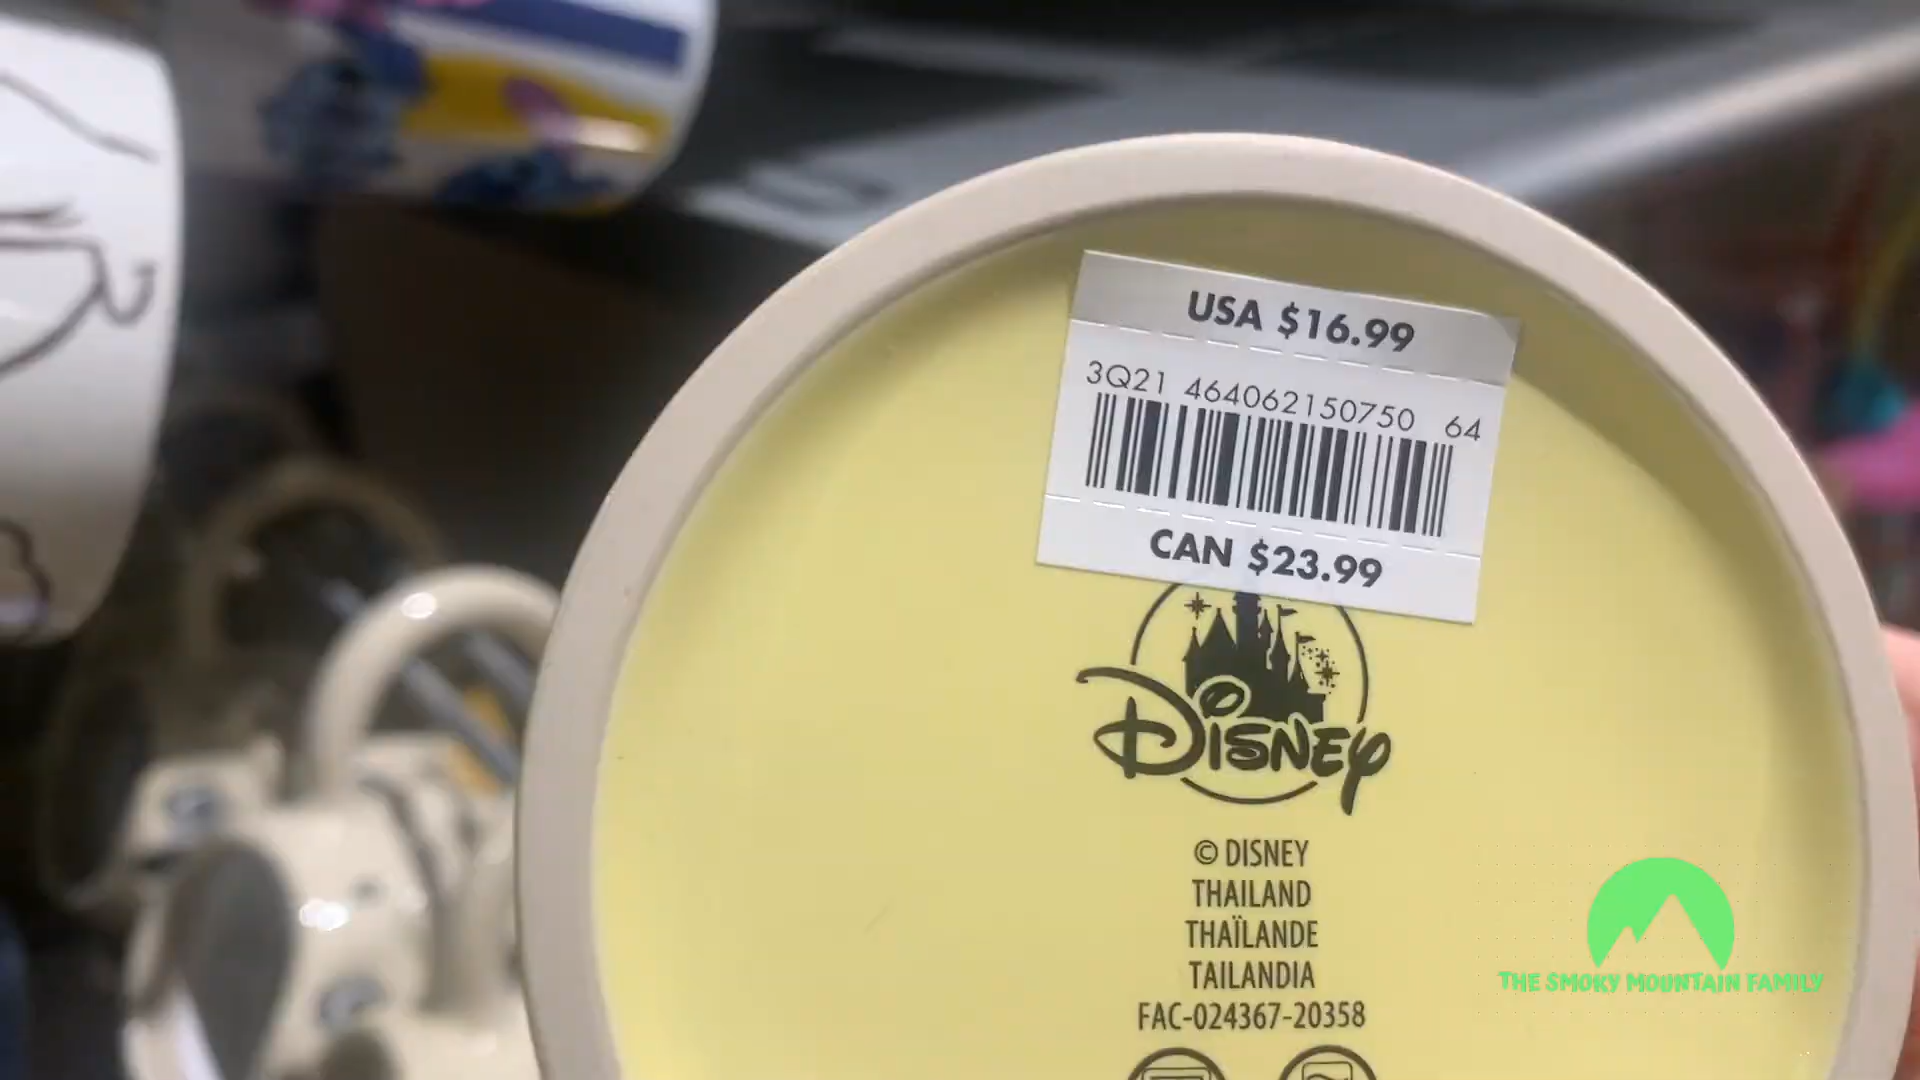 USA $16.99
3Q21 464062150750 64
CAN $23.99
DISNEY
© DISNEY
THAILAND
THAÏLANDE
TAILANDIA
FAC-024367-20358
THE SMOKY MOUNTAIN FAMILY